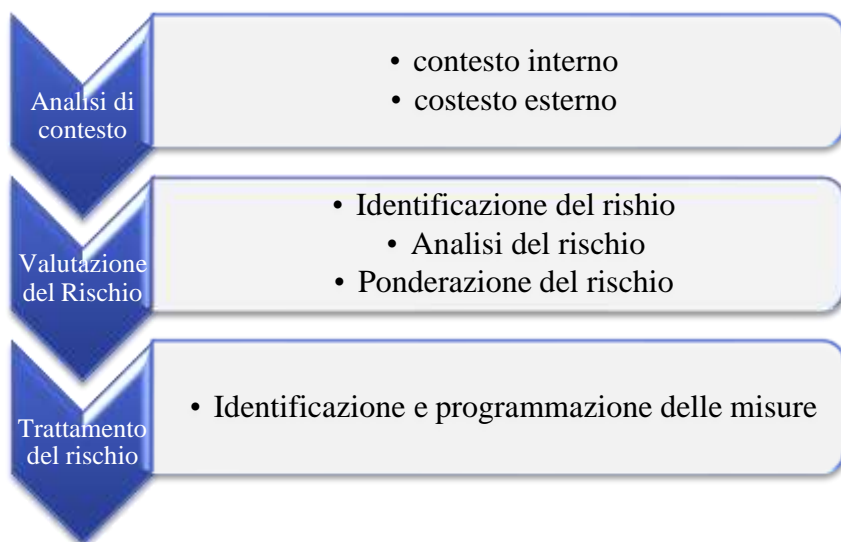 Analisi di
contesto
• contesto interno
• costesto esterno
Valutazione
del Rischio
• Identificazione del rishio
• Analisi del rischio
• Ponderazione del rischio
Trattamento
del rischio
• Identificazione e programmazione delle misure